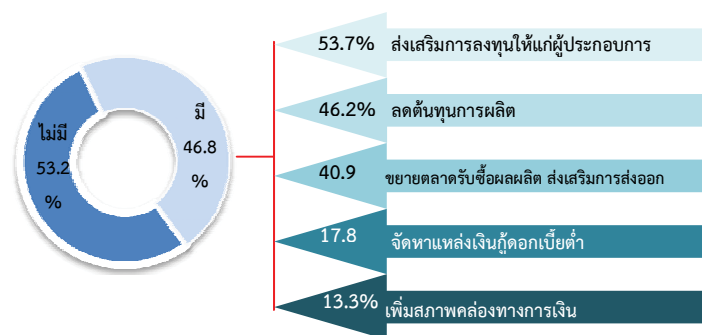 ไม่มี
53.2
%
มี
46.8
%
53.7% ส่งเสริมการลงทุนให้แก่ผู้ประกอบการ
46.2% ลดต้นทุนการผลิต
40.9 ขยายตลาดรับซื้อผลผลิต ส่งเสริมการส่งออก
17.8 จัดหาแหล่งเงินกู้ดอกเบี้ยต่ำ
13.3% เพิ่มสภาพคล่องทางการเงิน